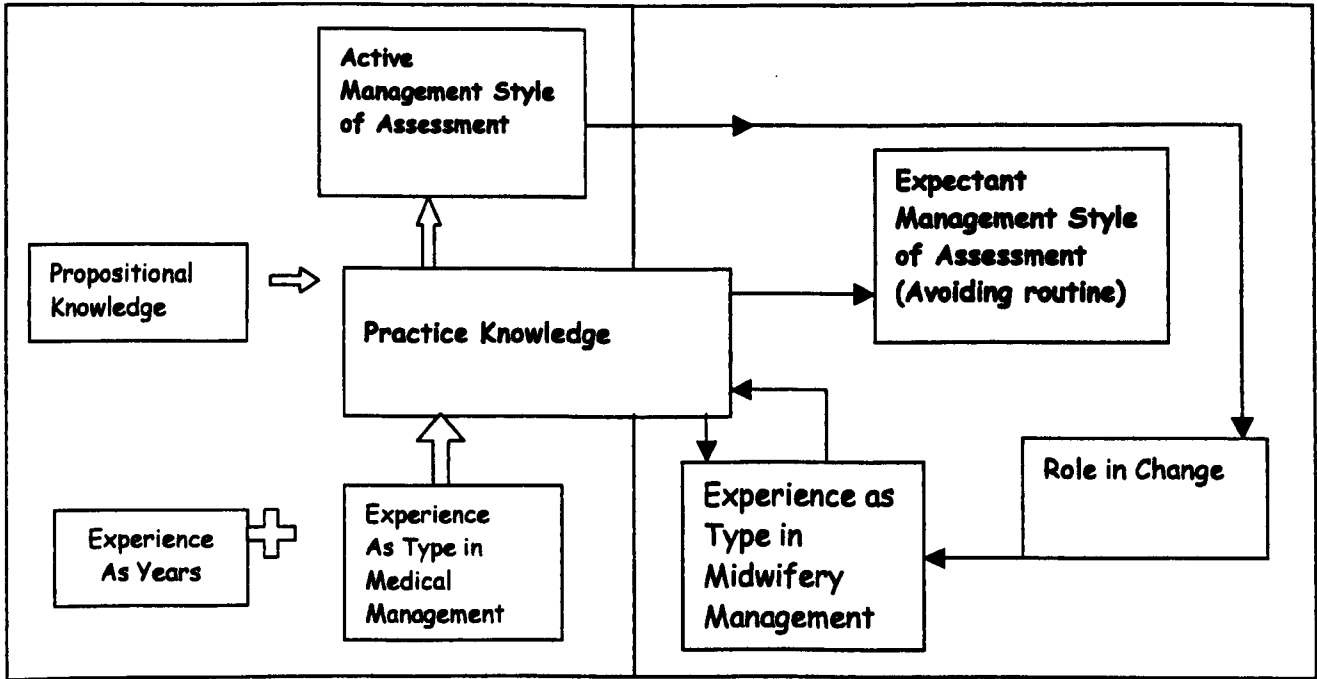 Active
Management Style
of Assessment
Expectant
Management Style
of Assessment
(Avoiding routine)
Propositional
Knowledge
Practice Knowledge
Role in Change
Experience
As Years
Experience
As Type in
Medical
Management
Experience as
Type in
Midwifery
Management